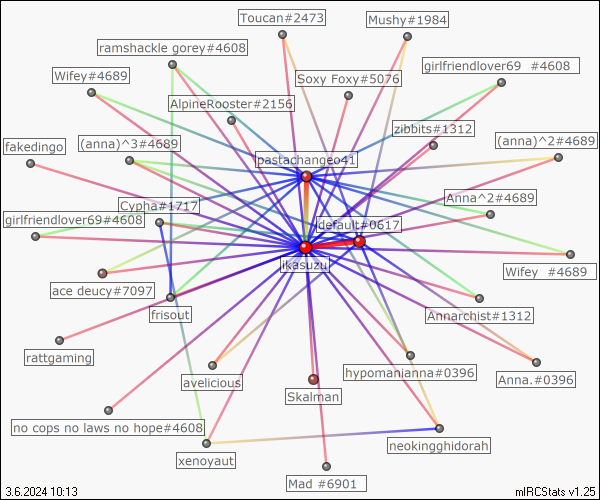 Toucan#2473
Mushy#1984
ramshackle gorey#4608
girlfriendlover69 #4608
Wifey#4689
Soxy Foxy#5076
AlpineRooster#2156
zibbits#1312
fakedingo
(anna)^3#4689
(anna)^2#4689
pastachangeo41
Anna^2#4689
Cypha#1717
girlfriendlover69#4608
default#0617
ikasuzu
Wifey #4689
ace deucy#7097
frisout
Annarchist#1312
rattgaming
avelicious
hypomanianna#0396
Anna.#0396
Skalman
no cops no laws no hope#4608
neokingghidorah
xenoyaut
Mad #6901
3.6.2024 10:13
mIRCStats v1.25